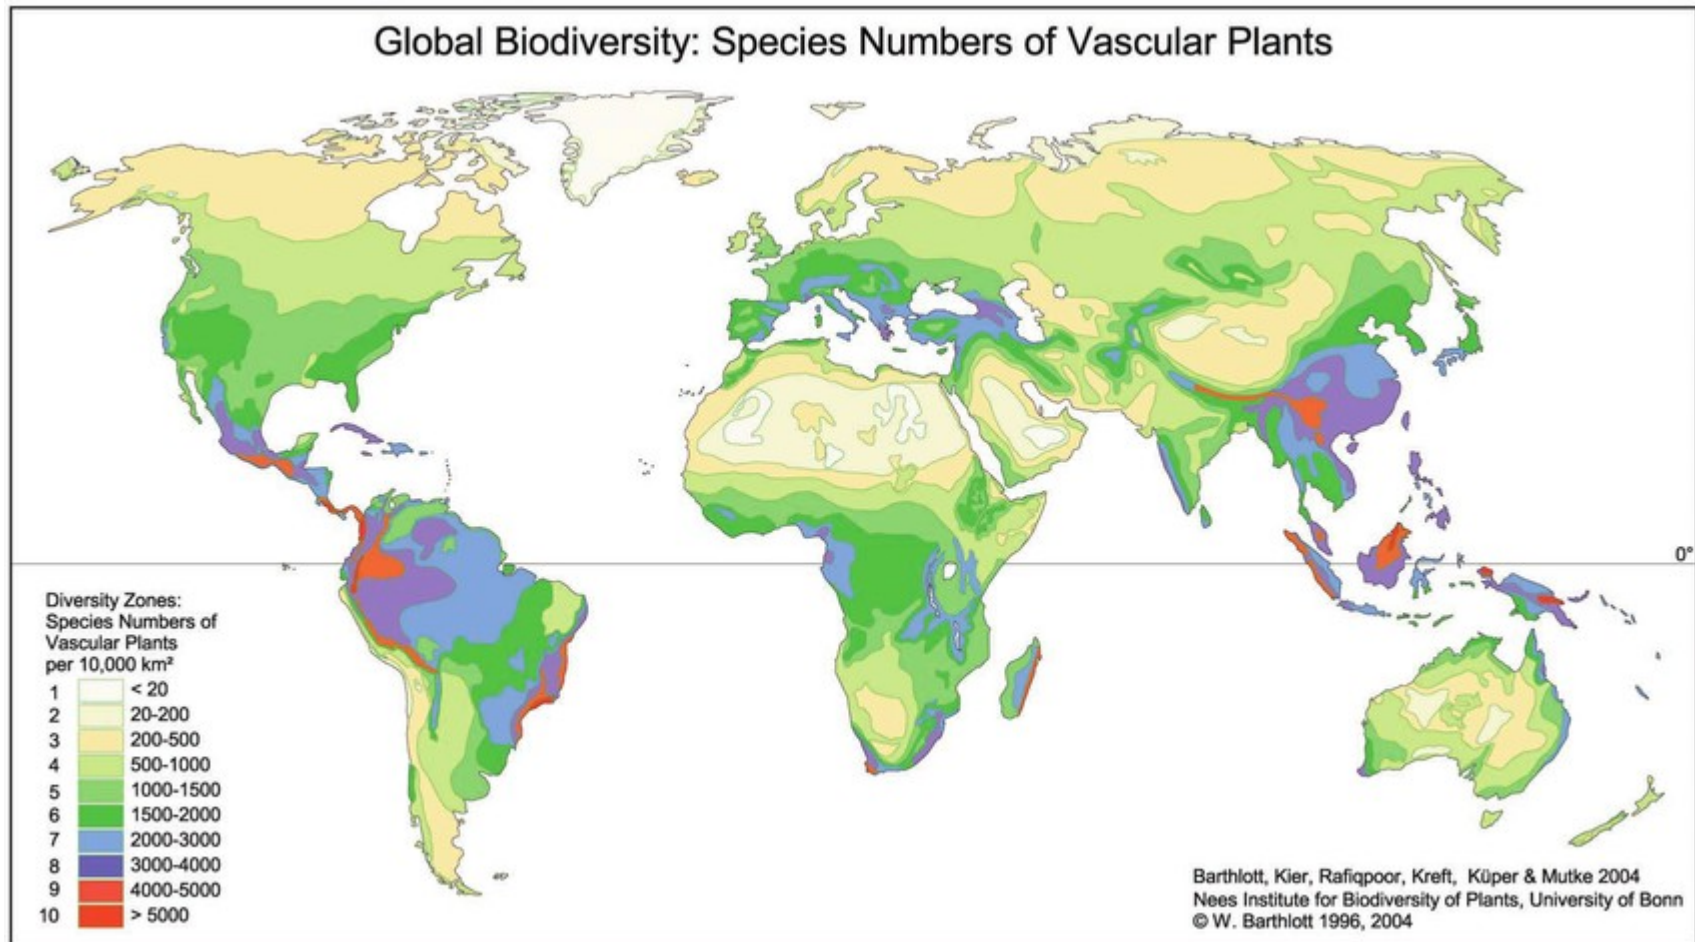 Global Biodiversity: Species Numbers of Vascular Plants
0°
Diversity Zones:
Species Numbers of
Vascular Plants
per 10,000 km²
1 < 20
2 20-200
3 200-500
4 500-1000
5 1000-1500
6 1500-2000
7 2000-3000
8 3000-4000
9 4000-5000
10 > 5000
Barthlott, Kier, Rafiqpoor, Kreft, Küper & Mutke 2004
Nees Institute for Biodiversity of Plants, University of Bonn
© W. Barthlott 1996, 2004